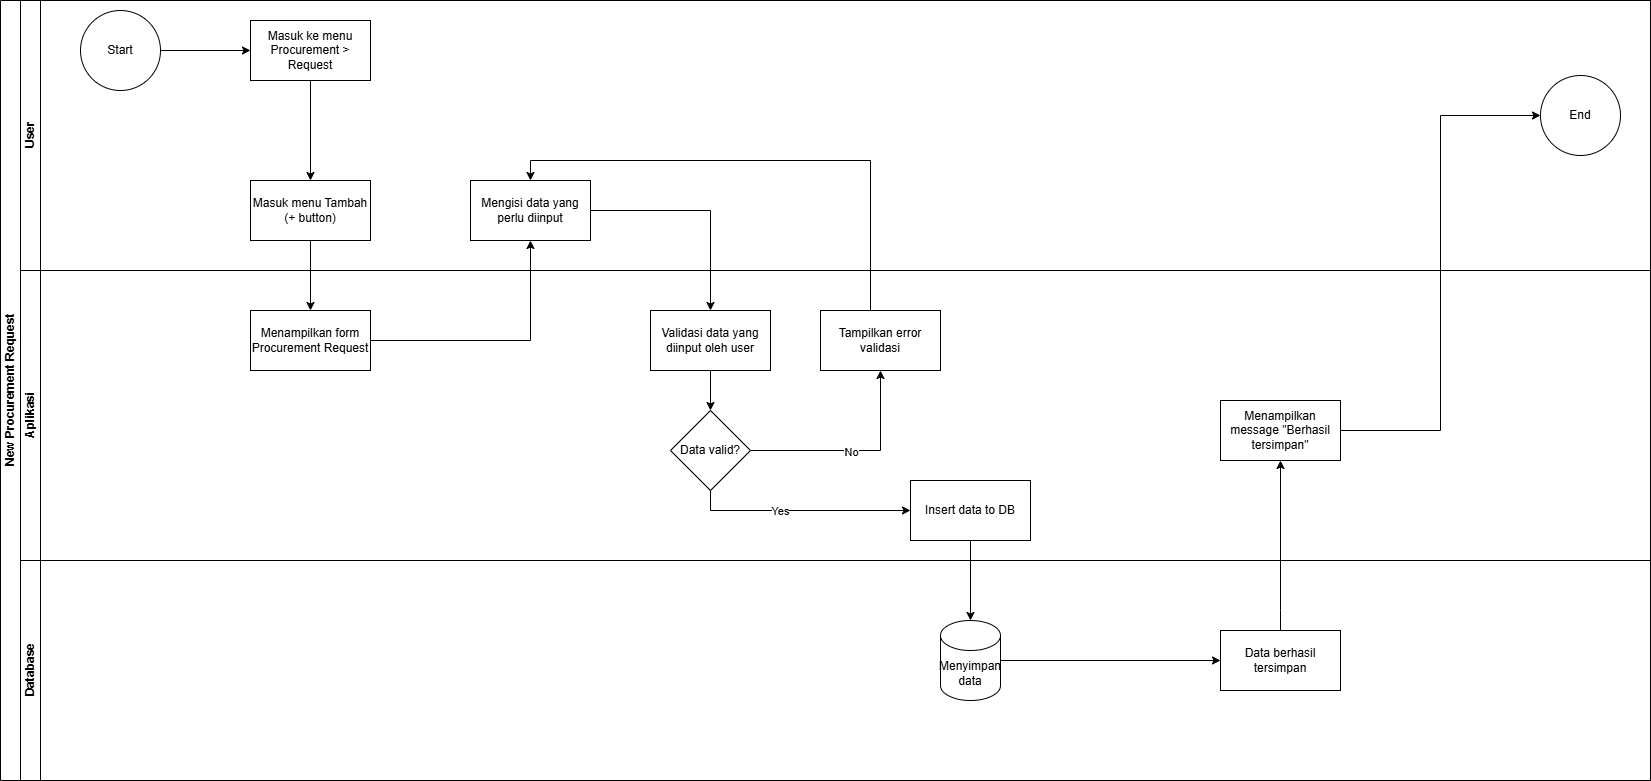 New Procurement Request
User
Start
Masuk ke menu
Procurement >
Request
End
Masuk menu Tambah
(+ button)
Mengisi data yang
perlu diinput
Aplikasi
Menampilkan form
Procurement Request
Validasi data yang
diinput oleh user
Tampilkan error
validasi
Data valid?
No
Yes
Insert data to DB
Menampilkan
message "Berhasil
tersimpan"
Database
Menyimpan
data
Data berhasil
tersimpan